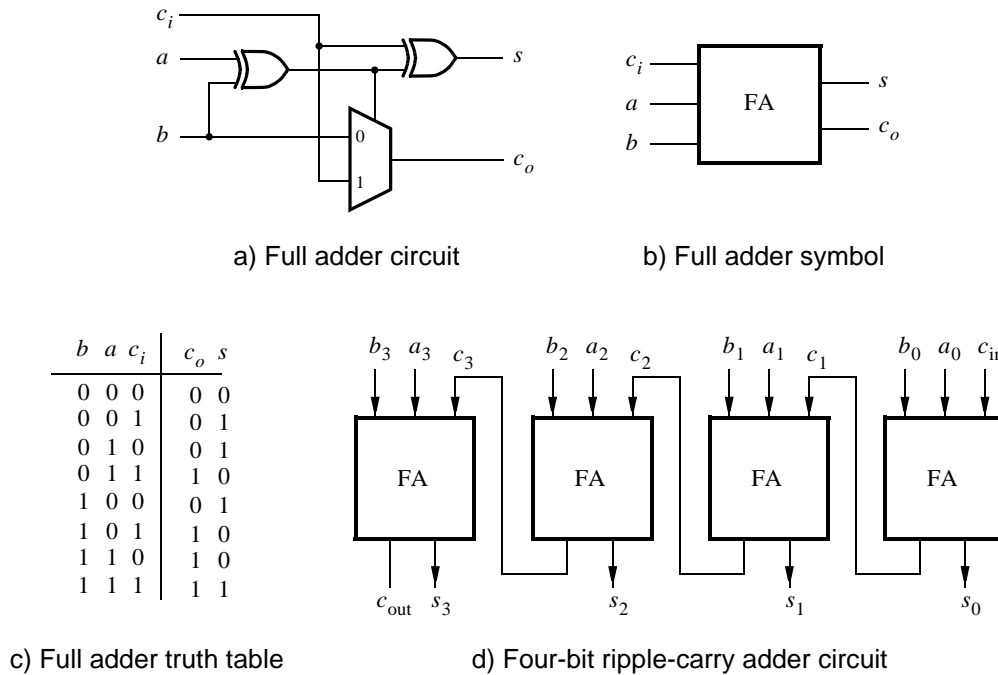 c_i
a
b
0
1
s
c_o
c_i
a
b
FA
s
c_o
a) Full adder circuit
b) Full adder symbol
b a c_i c_o s
0 0 0 0 0
0 0 1 0 1
0 1 0 0 1
0 1 1 1 0
1 0 0 0 1
1 0 1 1 0
1 1 0 1 0
1 1 1 1 1
b_3 a_3 c_3 b_2 a_2 c_2 b_1 a_1 c_1 b_0 a_0 c_in
FA FA FA FA
c_out s_3 s_2 s_1 s_0
c) Full adder truth table
d) Four-bit ripple-carry adder circuit